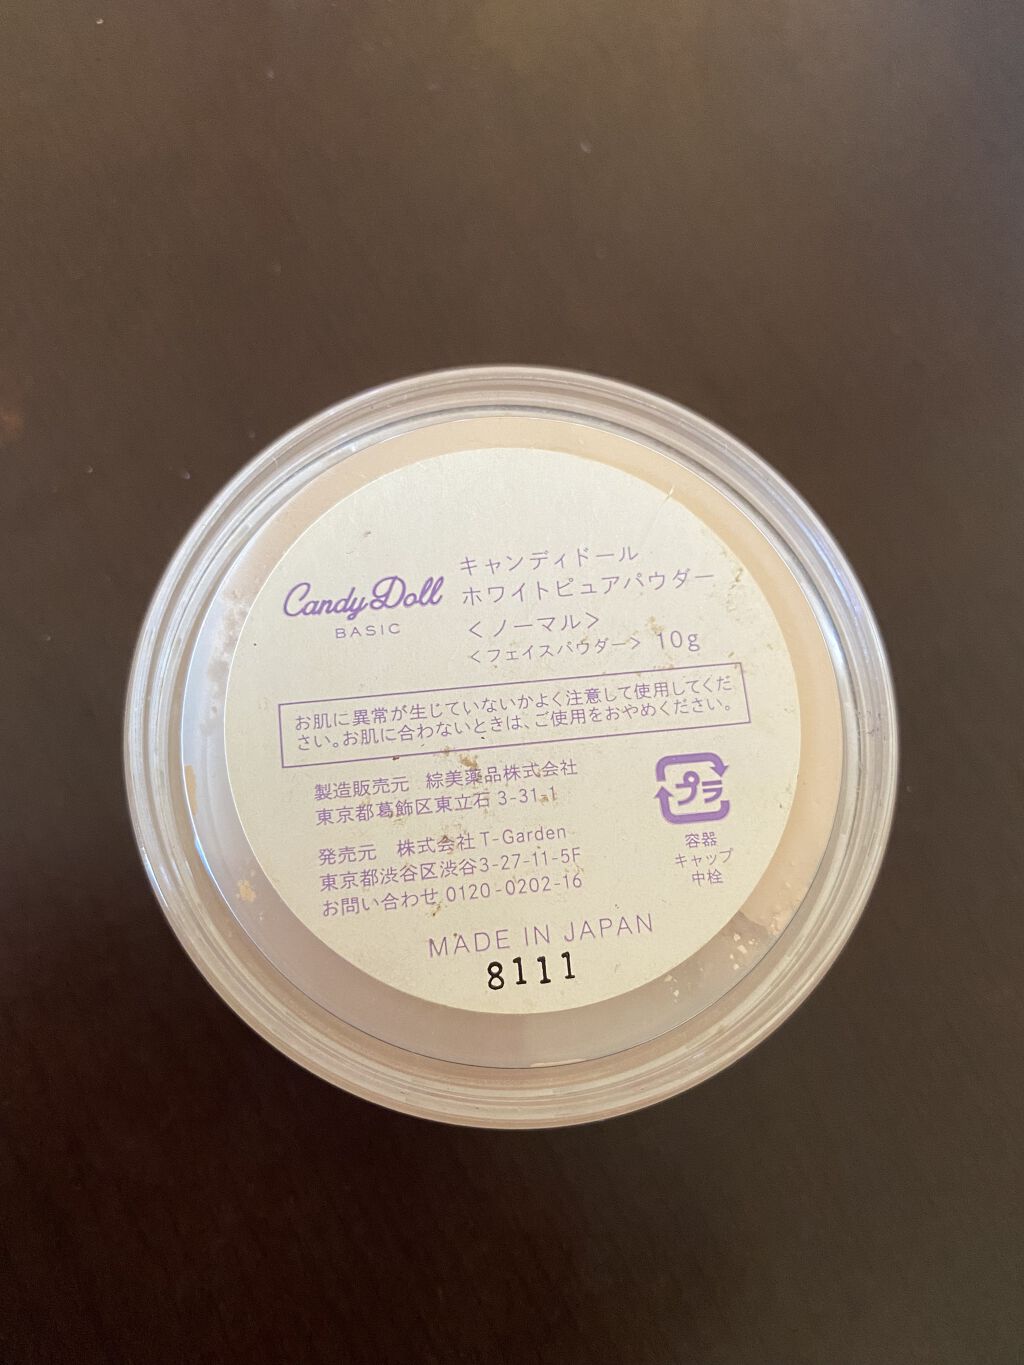 Candy Doll
BASIC
キャンディドール
ホワイトピュアパウダー
<ノーマル>
<フェイスパウダー> 10g
お肌に異常が生じていないかよく注意して使用してくだ
さい。お肌に合わないときは、ご使用をおやめください。
製造販売元 綜美薬品株式会社
東京都葛飾区東立石 3-31-1
発売元 株式会社T-Garden
東京都渋谷区渋谷3-27-11-5F
お問い合わせ 0120-0202-16
プラ
容器
キャップ
中栓
MADE IN JAPAN
8111